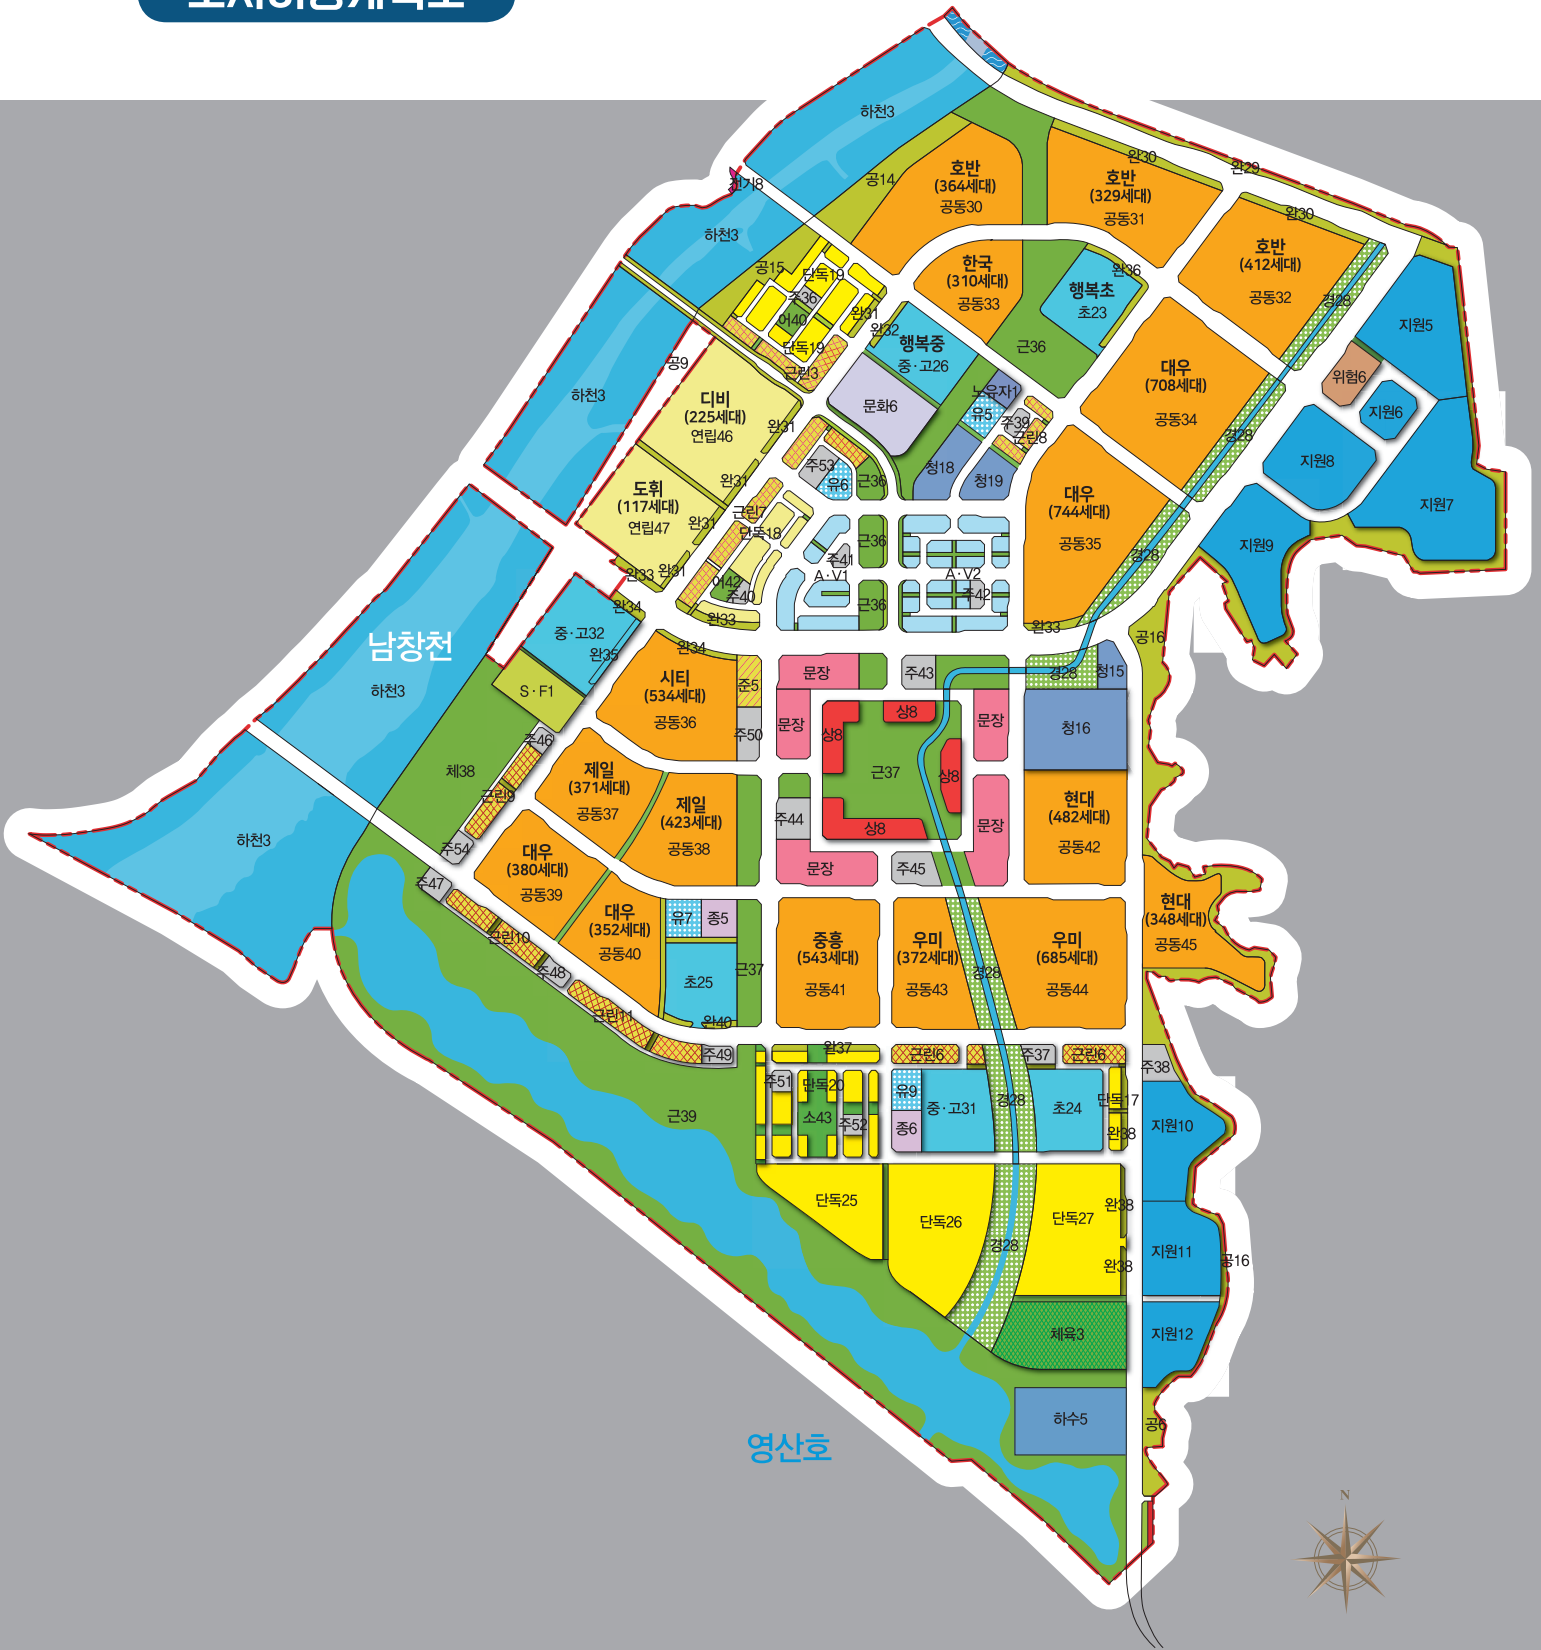 하천3
완30
완29
호반
(364세대)
공동30
호반
(329세대)
공동31
공14
전기8
완30
하천3
호반
(412세대)
공동32
공15
단독19
한국
(310세대)
공동33
완36
행복초
초23
주36
어40
완31
완32
경28
지원5
행복중
중·고26
근36
단독19
공9
근린3
대우
(708세대)
공동34
위험6
하천3
디비
(225세대)
연립46
문화6
노유자1
유5
주39
근린8
지원6
완31
경28
주53
유6
근36
청18
청19
지원8
완31
도휘
(117세대)
연립47
근린7
완31
단독18
대우
(744세대)
공동35
지원7
근36
지원9
주41
A·V1
A·V2
경28
완33
완31
어42
주40
주42
완34
근36
완33
완33
중·고32
완35
완34
공16
남창천
하천3
S·F1
시티
(534세대)
공동36
준5
문장
주43
경28
청15
주50
문장
상8
상8
문장
청16
주46
체38
제일
(371세대)
공동37
근37
상8
근린9
제일
(423세대)
공동38
현대
(482세대)
공동42
주44
상8
문장
하천3
주54
대우
(380세대)
공동39
문장
주45
주47
현대
(348세대)
공동45
대우
(352세대)
공동40
유7
종5
근린10
중흥
(543세대)
공동41
우미
(372세대)
공동43
우미
(685세대)
공동44
주48
초25
근37
경28
근린11
완40
주49
완37
근린6
주37
근린6
주38
주51
단독20
유9
중·고31
경28
초24
단독17
근39
소43
주52
종6
완38
지원10
단독25
단독26
단독27
완38
경28
지원11
완38
공16
체육3
지원12
하수5
공6
영산호
N